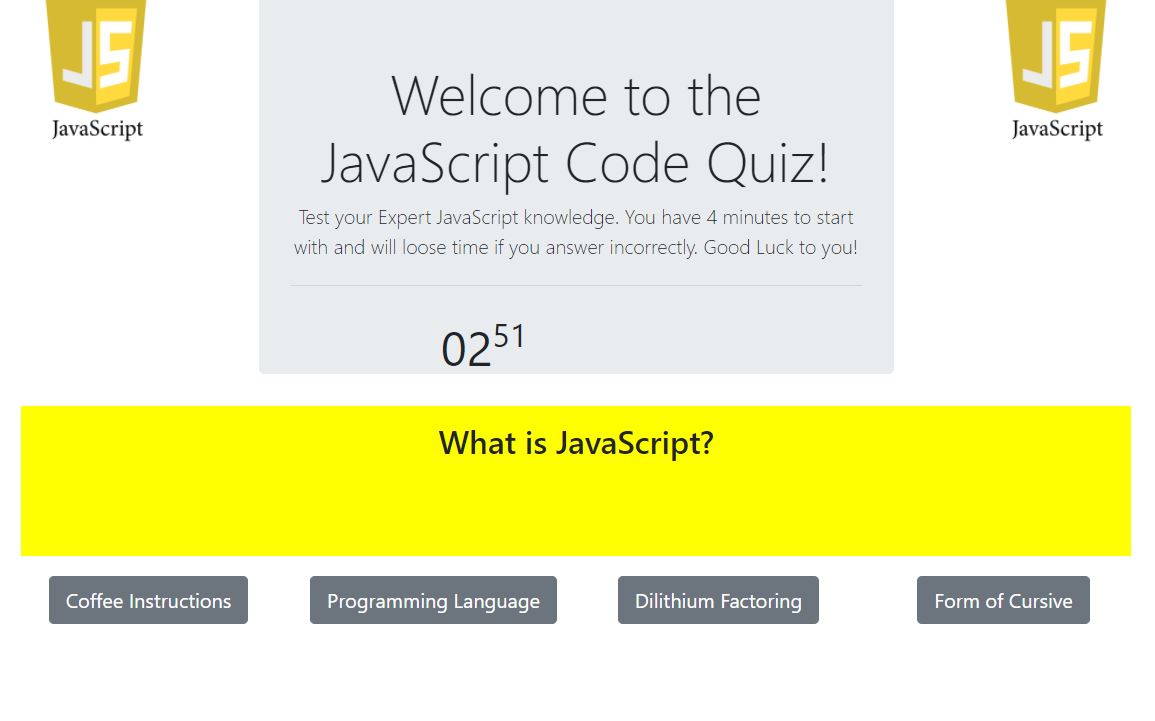 JS
JavaScript
JS
JavaScript
Welcome to the
JavaScript Code Quiz!
Test your Expert JavaScript knowledge. You have 4 minutes to start
with and will loose time if you answer incorrectly. Good Luck to you!
02 51
What is JavaScript?
Coffee Instructions
Programming Language
Dilithium Factoring
Form of Cursive